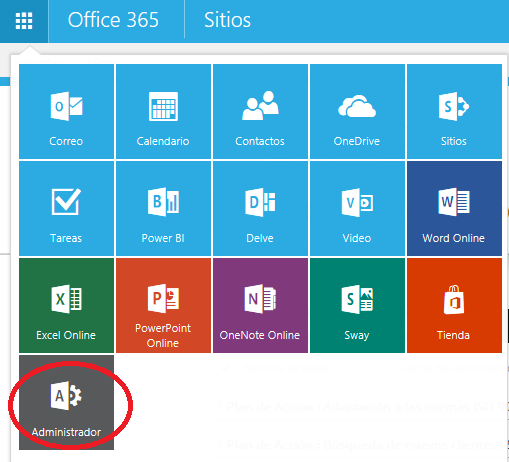 Office 365
Sitios
Correo
Calendario
Contactos
OneDrive
Sitios
Tareas
Power BI
Delve
Video
Word Online
Excel Online
PowerPoint
Online
OneNote Online
Sway
Tienda
Administrador